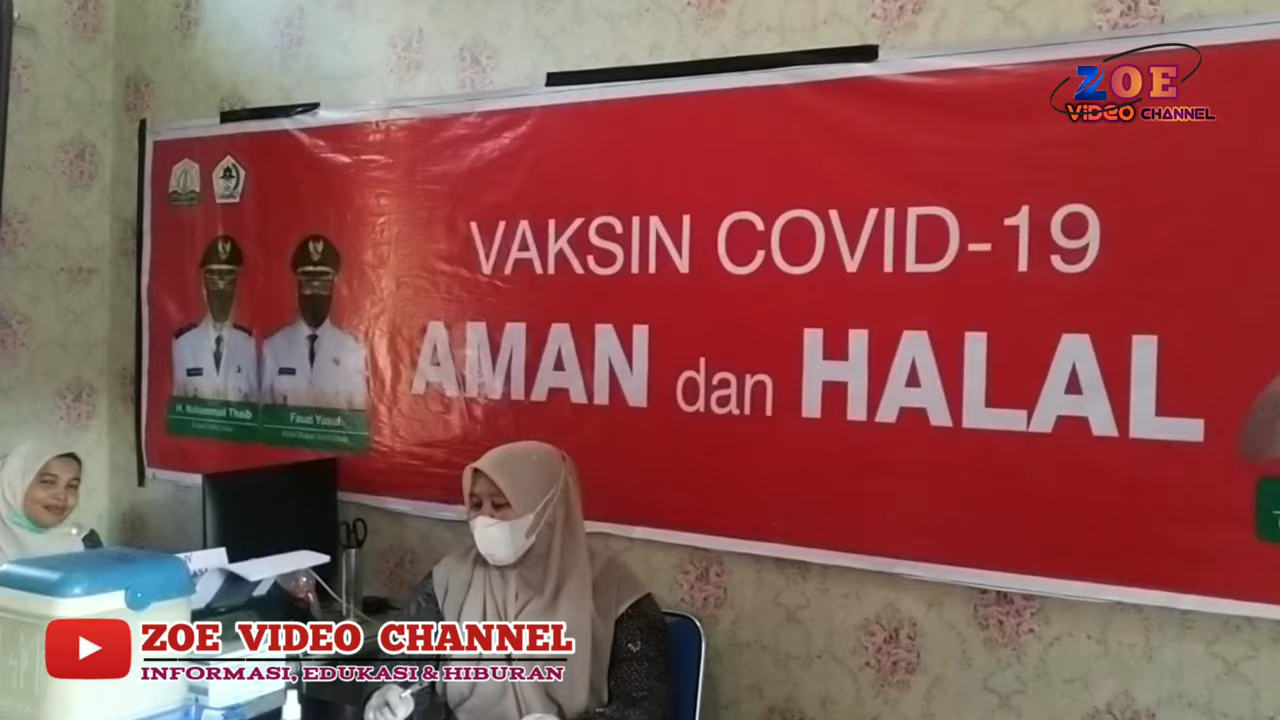 ZOE
VIDEO CHANNEL
VAKSIN COVID-19
AMAN dan HALAL
H. Muhammad Thaib
Fauzi Yusuf
ZOE VIDEO CHANNEL
INFORMASI, EDUKASI & HIBURAN